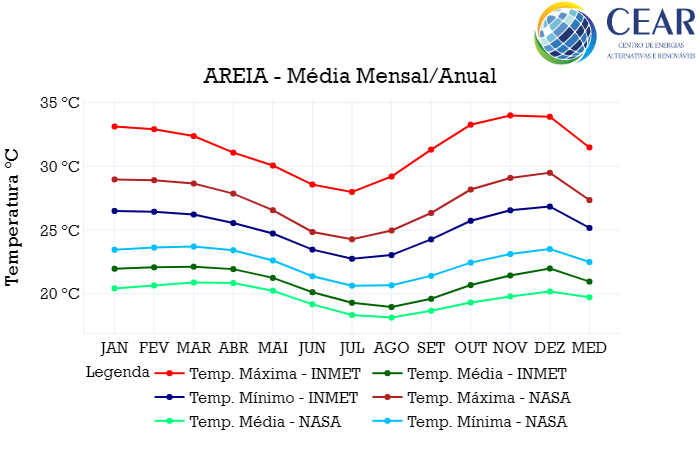 CEAR
CENTRO DE ENERGIAS
ALTERNATIVAS E RENOVÁVEIS
AREIA - Média Mensal/Anual
Temperatura °C
35 °C
30 °C
25 °C
20 °C
JAN FEV MAR ABR MAI JUN JUL AGO SET OUT NOV DEZ MED
Legenda Temp. Máxima - INMET Temp. Média - INMET
Temp. Mínimo - INMET Temp. Máxima - NASA
Temp. Média - NASA Temp. Mínima - NASA